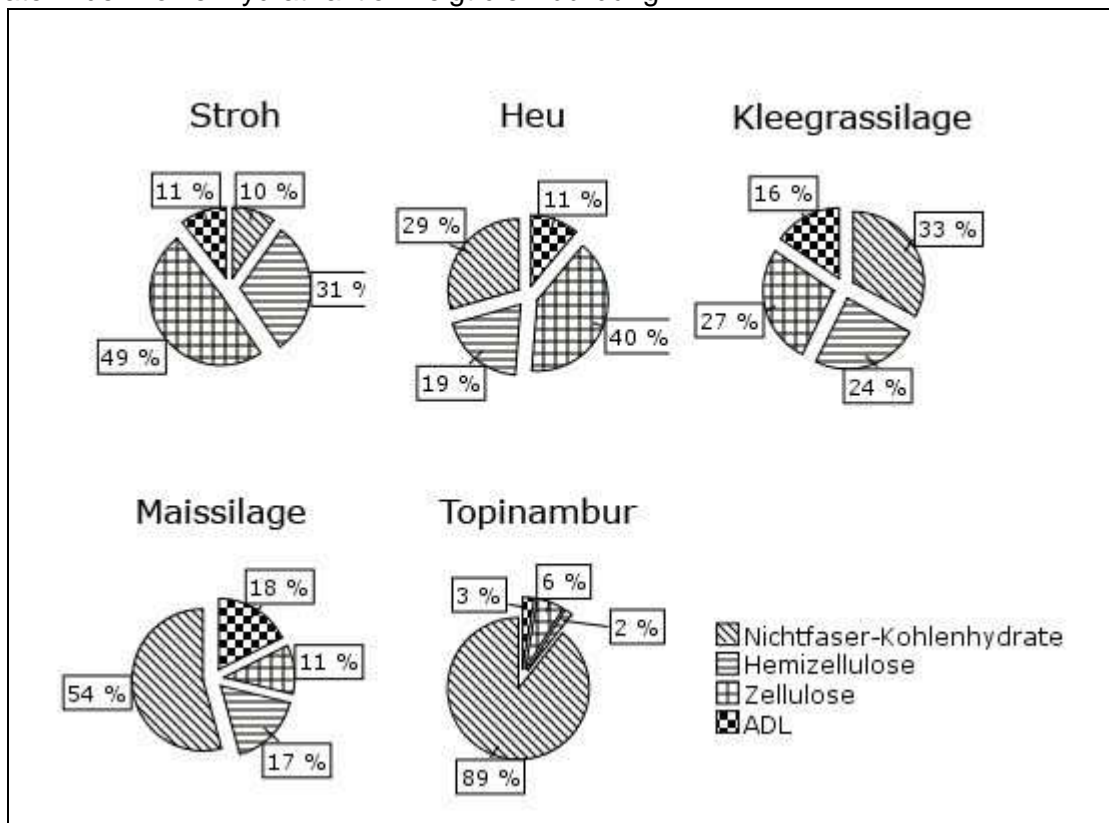 Stroh
Heu
Kleegrassilage
11 %
10 %
31 %
49 %
29 %
11 %
40 %
19 %
16 %
33 %
27 %
24 %
Maissilage
Topinambur
18 %
11 %
54 %
17 %
3 %
6 %
2 %
89 %
Nichtfaser-Kohlenhydrate
Hemizellulose
Zellulose
ADL